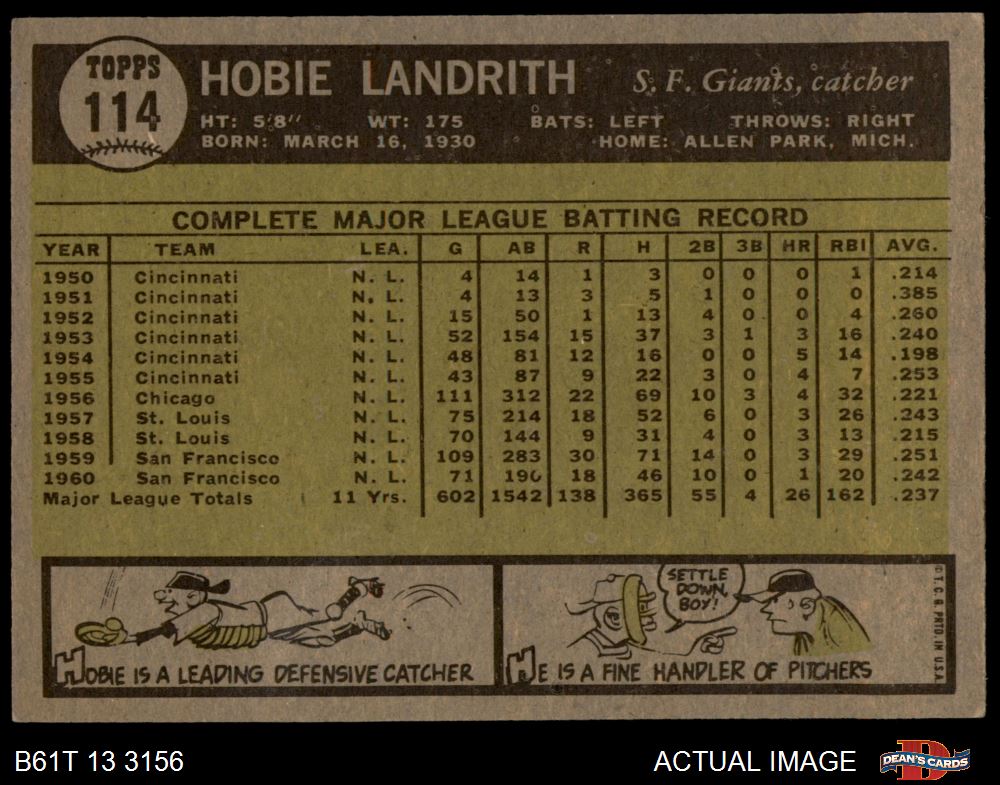 TOPPS
114
HOBIE LANDRITH
S. F. Giants, catcher
HT: 5'8" WT: 175 BATS: LEFT THROWS: RIGHT
BORN: MARCH 16, 1930 HOME: ALLEN PARK, MICH.
COMPLETE MAJOR LEAGUE BATTING RECORD
YEAR TEAM LEA. G AB R H 2B 3B HR RBI AVG.
1950 Cincinnati N. L. 4 14 1 3 0 0 0 1 .214
1951 Cincinnati N. L. 4 13 3 5 1 0 0 0 .385
1952 Cincinnati N. L. 15 50 1 13 4 0 0 4 .260
1953 Cincinnati N. L. 52 154 15 37 3 1 3 16 .240
1954 Cincinnati N. L. 48 81 12 16 0 0 5 14 .198
1955 Cincinnati N. L. 43 87 9 22 3 0 4 7 .253
1956 Chicago N. L. 111 312 22 69 10 3 4 32 .221
1957 St. Louis N. L. 75 214 18 52 6 0 3 26 .243
1958 St. Louis N. L. 70 144 9 31 4 0 3 13 .215
1959 San Francisco N. L. 109 283 30 71 14 0 3 29 .251
1960 San Francisco N. L. 71 190 18 46 10 0 1 20 .242
Major League Totals 11 Yrs. 602 1542 138 365 55 4 26 162 .237
HOBIE IS A LEADING DEFENSIVE CATCHER
SETTLE
DOWN,
BOY!
HE IS A FINE HANDLER OF PITCHERS
© T. C. G. PRTD. IN U.S.A.
B61T 13 3156
ACTUAL IMAGE
D
DEAN'S CARDS